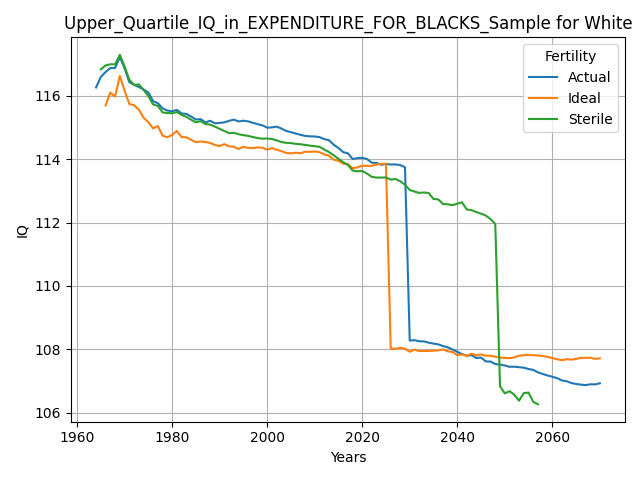 Upper_Quartile_IQ_in_EXPENDITURE_FOR_BLACKS_Sample for White
Fertility
Actual
Ideal
Sterile
IQ
116
114
112
110
108
106
1960
1980
2000
2020
2040
2060
Years